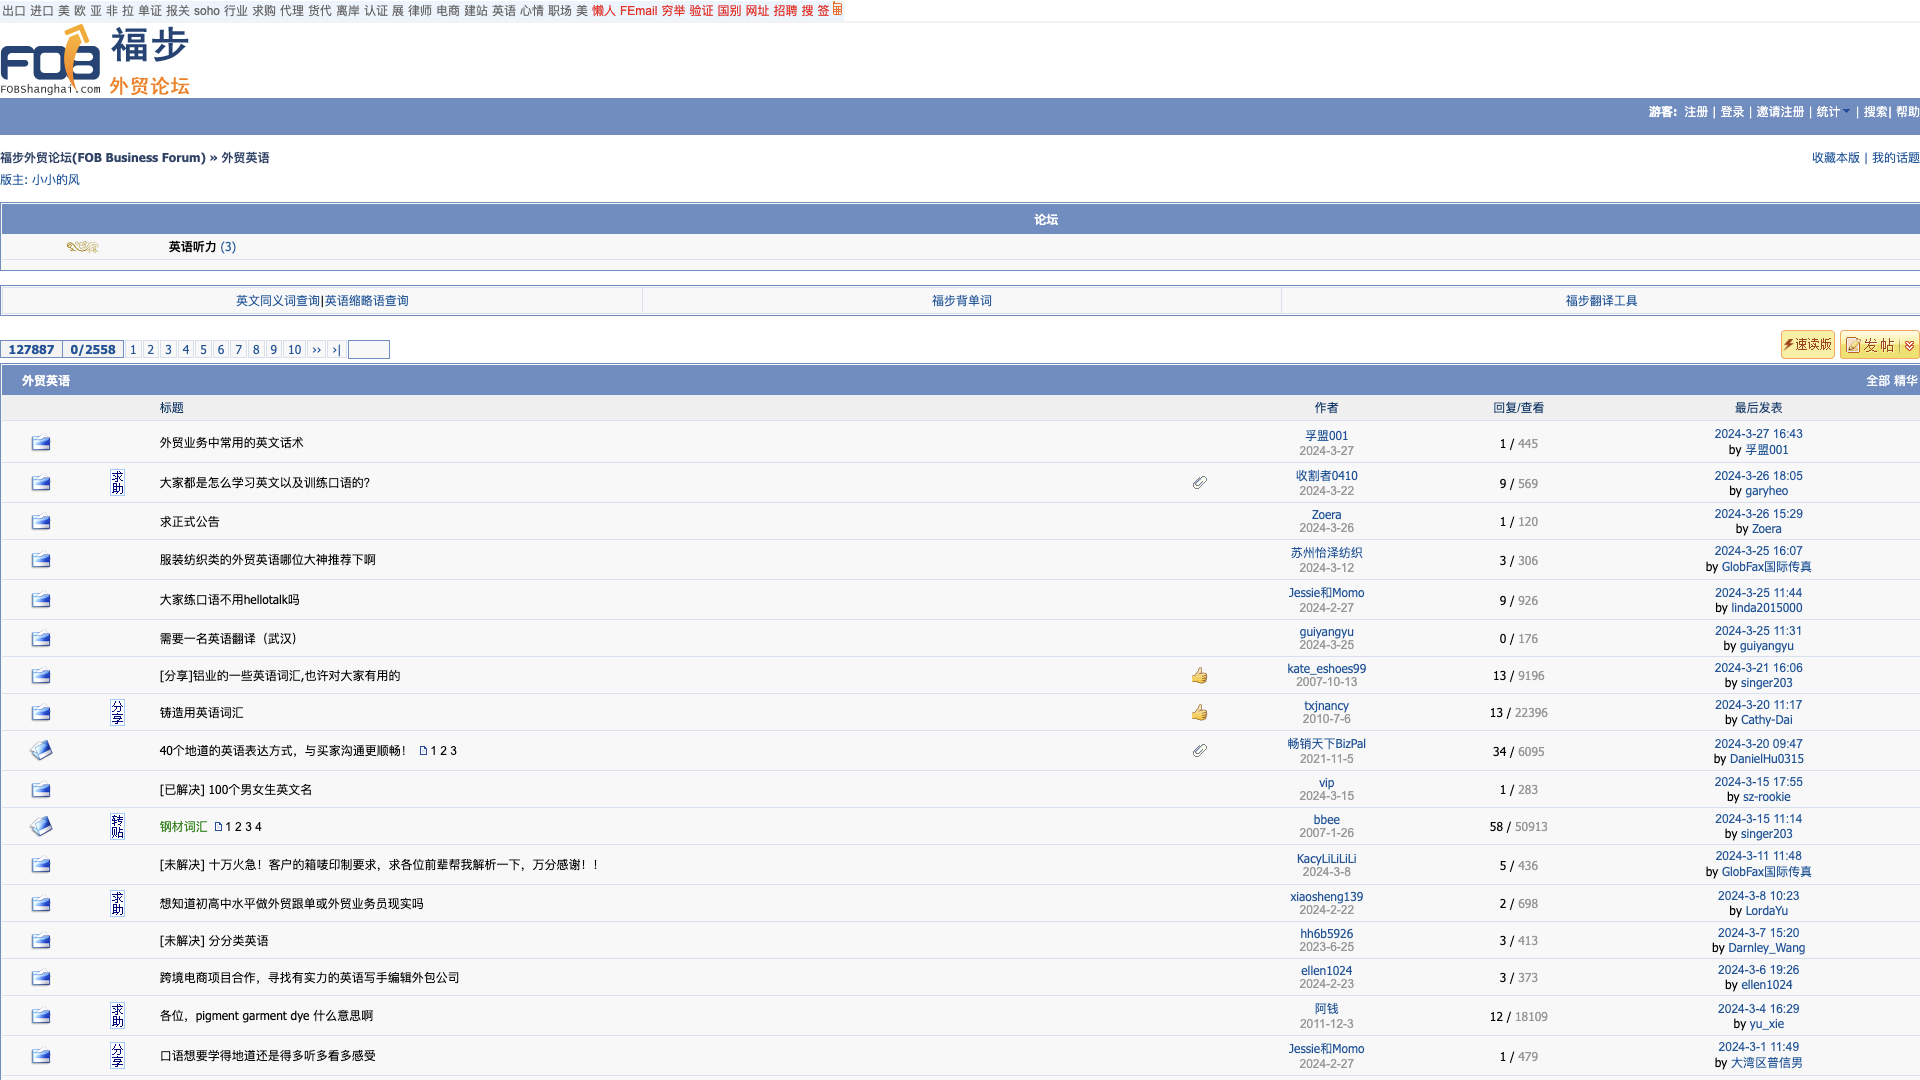 出口 进口 美 欧 亚 非 拉 单证 报关 soho 行业 求购 代理 货代 离岸 认证 展 律师 电商 建站 英语 心情 职场 美 懒人 FEmail 穷举 验证 国别 网址 招聘 搜 签
FOB 福步
FOBShanghai.com 外贸论坛
游客: 注册 | 登录 | 邀请注册 | 统计 | 搜索| 帮助
福步外贸论坛(FOB Business Forum) » 外贸英语
收藏本版 | 我的话题
版主: 小小的风
论坛
英语听力 (3)
英文同义词查询|英语缩略语查询 福步背单词 福步翻译工具
127887 0/2558 1 2 3 4 5 6 7 8 9 10 ›› ›|
速读版 发帖
外贸英语 全部 精华
标题 作者 回复/查看 最后发表
外贸业务中常用的英文话术 孚盟001 2024-3-27 1 / 445 2024-3-27 16:43 by 孚盟001
求助 大家都是怎么学习英文以及训练口语的? 收割者0410 2024-3-22 9 / 569 2024-3-26 18:05 by garyheo
求正式公告 Zoera 2024-3-26 1 / 120 2024-3-26 15:29 by Zoera
服装纺织类的外贸英语哪位大神推荐下啊 苏州怡泽纺织 2024-3-12 3 / 306 2024-3-25 16:07 by GlobFax国际传真
大家练口语不用hellotalk吗 Jessie和Momo 2024-2-27 9 / 926 2024-3-25 11:44 by linda2015000
需要一名英语翻译（武汉） guiyangyu 2024-3-25 0 / 176 2024-3-25 11:31 by guiyangyu
[分享]铝业的一些英语词汇,也许对大家有用的 kate_eshoes99 2007-10-13 13 / 9196 2024-3-21 16:06 by singer203
分享 铸造用英语词汇 txjnancy 2010-7-6 13 / 22396 2024-3-20 11:17 by Cathy-Dai
40个地道的英语表达方式，与买家沟通更顺畅！ 1 2 3 畅销天下BizPal 2021-11-5 34 / 6095 2024-3-20 09:47 by DanielHu0315
[已解决] 100个男女生英文名 vip 2024-3-15 1 / 283 2024-3-15 17:55 by sz-rookie
转贴 钢材词汇 1 2 3 4 bbee 2007-1-26 58 / 50913 2024-3-15 11:14 by singer203
[未解决] 十万火急！客户的箱唛印制要求，求各位前辈帮我解析一下，万分感谢！！ KacyLiLiLiLi 2024-3-8 5 / 436 2024-3-11 11:48 by GlobFax国际传真
求助 想知道初高中水平做外贸跟单或外贸业务员现实吗 xiaosheng139 2024-2-22 2 / 698 2024-3-8 10:23 by LordaYu
[未解决] 分分类英语 hh6b5926 2023-6-25 3 / 413 2024-3-7 15:20 by Darnley_Wang
跨境电商项目合作，寻找有实力的英语写手编辑外包公司 ellen1024 2024-2-23 3 / 373 2024-3-6 19:26 by ellen1024
求助 各位，pigment garment dye 什么意思啊 阿钱 2011-12-3 12 / 18109 2024-3-4 16:29 by yu_xie
分享 口语想要学得地道还是得多听多看多感受 Jessie和Momo 2024-2-27 1 / 479 2024-3-1 11:49 by 大湾区普信男